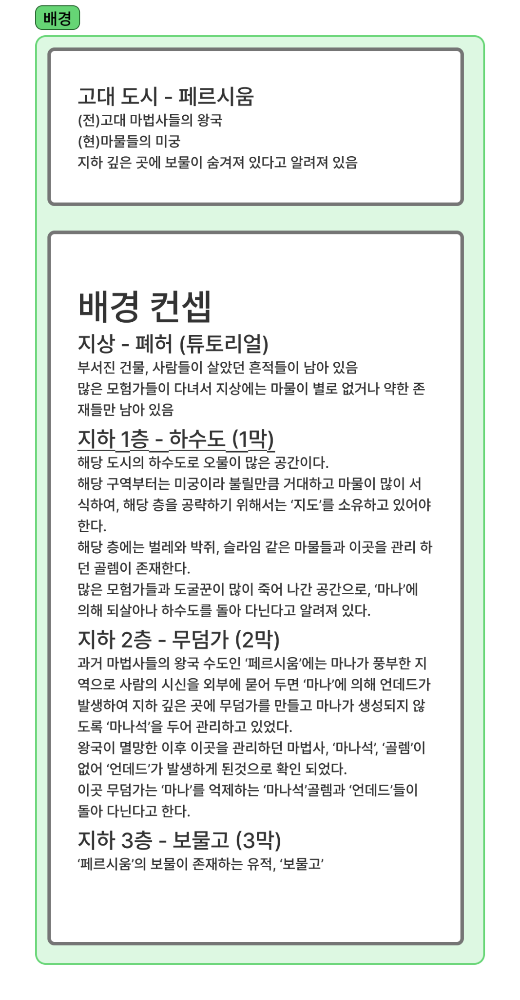 배경
고대 도시 - 페르시움
(전)고대 마법사들의 왕국
(현)마물들의 미궁
지하 깊은 곳에 보물이 숨겨져 있다고 알려져 있음
배경 컨셉
지상 - 폐허 (튜토리얼)
부서진 건물, 사람들이 살았던 흔적들이 남아 있음
많은 모험가들이 다녀서 지상에는 마물이 별로 없거나 약한 존
재들만 남아 있음
지하 1층 - 하수도 (1막)
해당 도시의 하수도로 오물이 많은 공간이다.
해당 구역부터는 미궁이라 불릴만큼 거대하고 마물이 많이 서
식하여, 해당 층을 공략하기 위해서는 ‘지도’를 소유하고 있어야
한다.
해당 층에는 벌레와 박쥐, 슬라임 같은 마물들과 이곳을 관리 하
던 골렘이 존재한다.
많은 모험가들과 도굴꾼이 많이 죽어 나간 공간으로, ‘마나’에
의해 되살아나 하수도를 돌아 다닌다고 알려져 있다.
지하 2층 - 무덤가 (2막)
과거 마법사들의 왕국 수도인 ‘페르시움’에는 마나가 풍부한 지
역으로 사람의 시신을 외부에 묻어 두면 ‘마나’에 의해 언데드가
발생하여 지하 깊은 곳에 무덤가를 만들고 마나가 생성되지 않
도록 ‘마나석’을 두어 관리하고 있었다.
왕국이 멸망한 이후 이곳을 관리하던 마법사, ‘마나석’, ‘골렘’이
없어 ‘언데드’가 발생하게 된것으로 확인 되었다.
이곳 무덤가는 ‘마나’를 억제하는 ‘마나석’골렘과 ‘언데드’들이
돌아 다닌다고 한다.
지하 3층 - 보물고 (3막)
‘페르시움’의 보물이 존재하는 유적, ‘보물고’